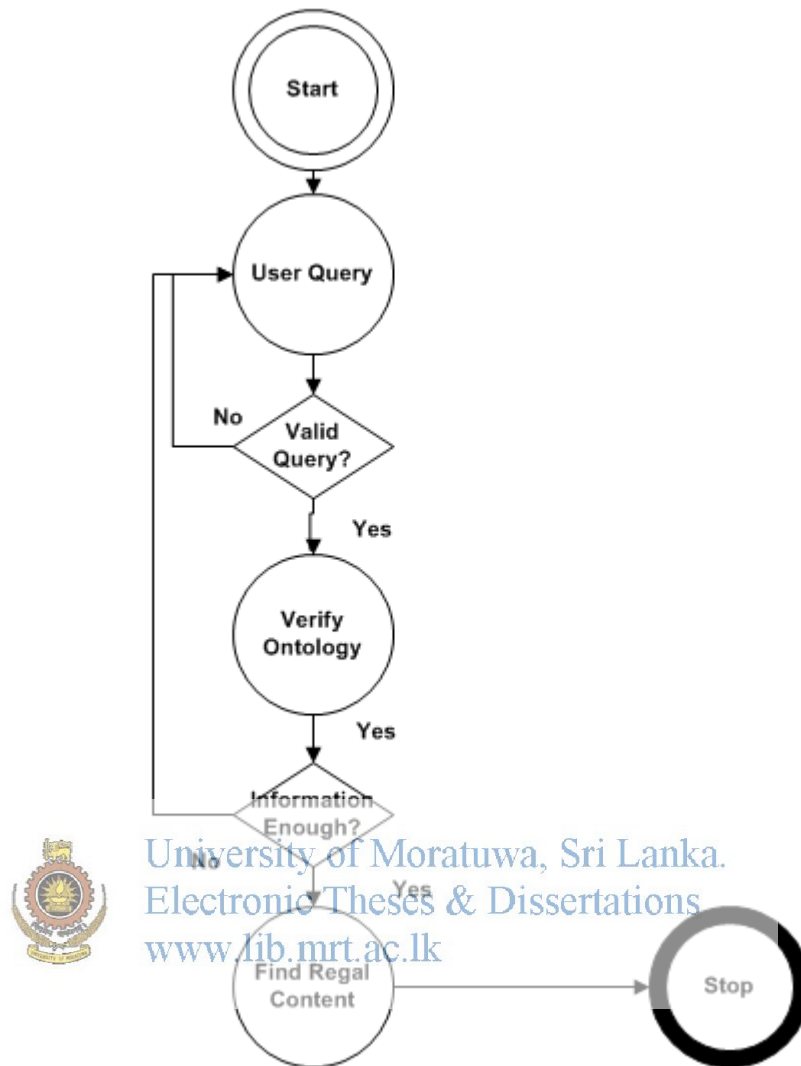 Start
User Query
No
Valid
Query?
Yes
Verify
Ontology
Yes
Information
Enough?
No
Yes
University of Moratuwa, Sri Lanka.
Electronic Theses & Dissertations
www.lib.mrt.ac.lk
Find Regal
Content
Stop